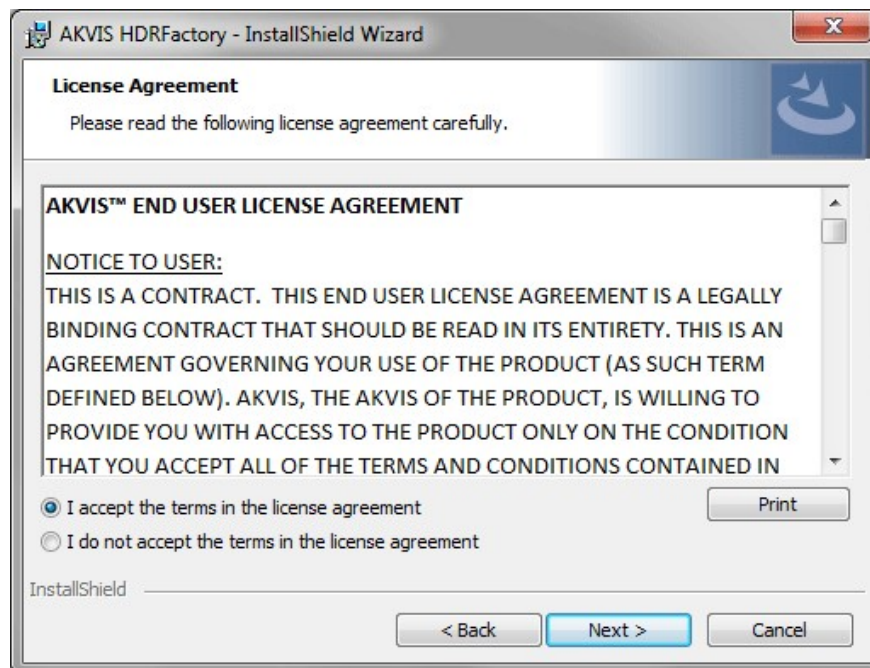 AKVIS HDRFactory - InstallShield Wizard
License Agreement
Please read the following license agreement carefully.
AKVIS™ END USER LICENSE AGREEMENT
NOTICE TO USER:
THIS IS A CONTRACT.  THIS END USER LICENSE AGREEMENT IS A LEGALLY
BINDING CONTRACT THAT SHOULD BE READ IN ITS ENTIRETY. THIS IS AN
AGREEMENT GOVERNING YOUR USE OF THE PRODUCT (AS SUCH TERM
DEFINED BELOW). AKVIS, THE AKVIS OF THE PRODUCT, IS WILLING TO
PROVIDE YOU WITH ACCESS TO THE PRODUCT ONLY ON THE CONDITION
THAT YOU ACCEPT ALL OF THE TERMS AND CONDITIONS CONTAINED IN
I accept the terms in the license agreement
Print
I do not accept the terms in the license agreement
InstallShield
< Back
Next >
Cancel